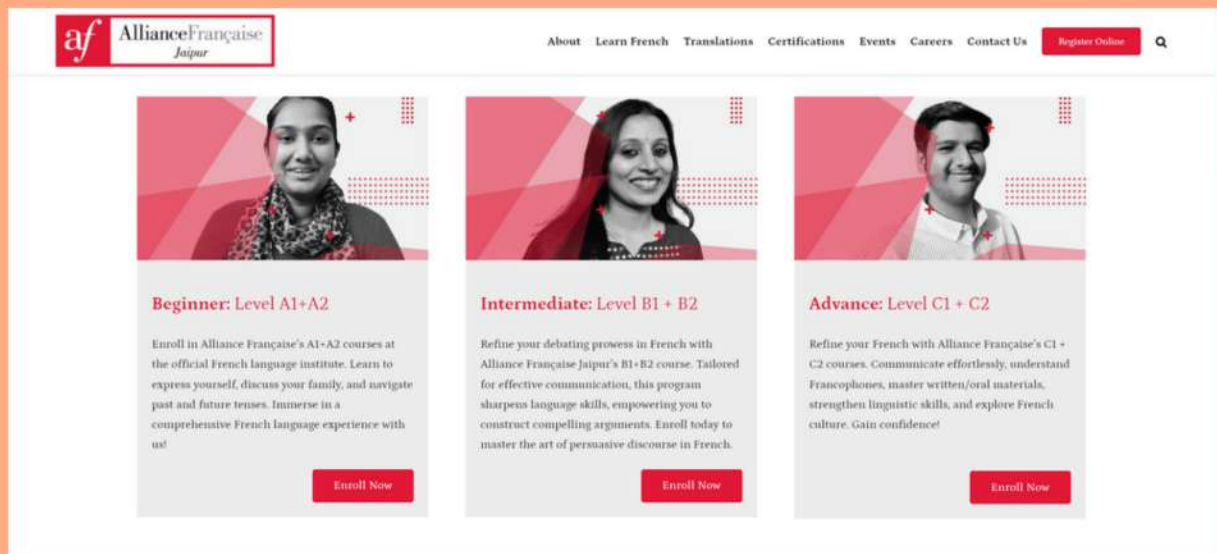 af AllianceFrançaise
Jaipur
About Learn French Translations Certifications Events Careers Contact Us Register Online
Beginner: Level A1+A2
Enroll in Alliance Française's A1+A2 courses at
the official French language institute. Learn to
express yourself, discuss your family, and navigate
past and future tenses. Immerse in a
comprehensive French language experience with
us!
Enroll Now
Intermediate: Level B1 + B2
Refine your debating prowess in French with
Alliance Française Jaipur's B1+B2 course. Tailored
for effective communication, this program
sharpens language skills, empowering you to
construct compelling arguments. Enroll today to
master the art of persuasive discourse in French.
Enroll Now
Advance: Level C1 + C2
Refine your French with Alliance Française's C1 +
C2 courses. Communicate effortlessly, understand
Francophones, master written/oral materials,
strengthen linguistic skills, and explore French
culture. Gain confidence!
Enroll Now